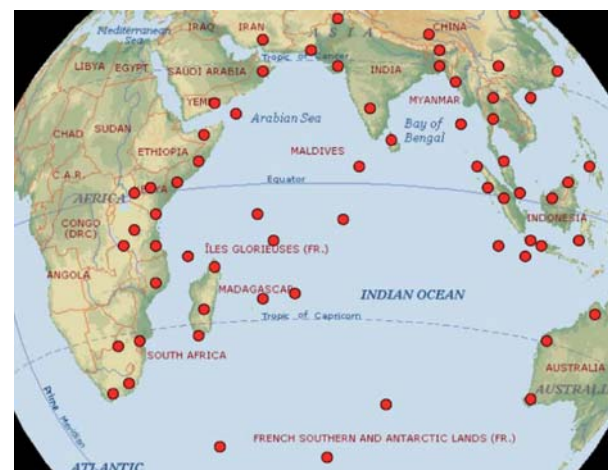 Mediterranean
Sea
IRAQ
IRAN
ASIA
CHINA
LIBYA
EGYPT
SAUDI ARABIA
Tropic of Cancer
INDIA
YEMEN
MYANMAR
Arabian Sea
Bay of
Bengal
CHAD
SUDAN
ETHIOPIA
MALDIVES
C.A.R.
AFRICA
Equator
CONGO
(DRC)
INDONESIA
ÎLES GLORIEUSES (FR.)
ANGOLA
MADAGASCAR
INDIAN OCEAN
Tropic of Capricorn
SOUTH AFRICA
AUSTRALIA
AUSTRALI
Prime Meridian
FRENCH SOUTHERN AND ANTARCTIC LANDS (FR.)
ATLANTIC